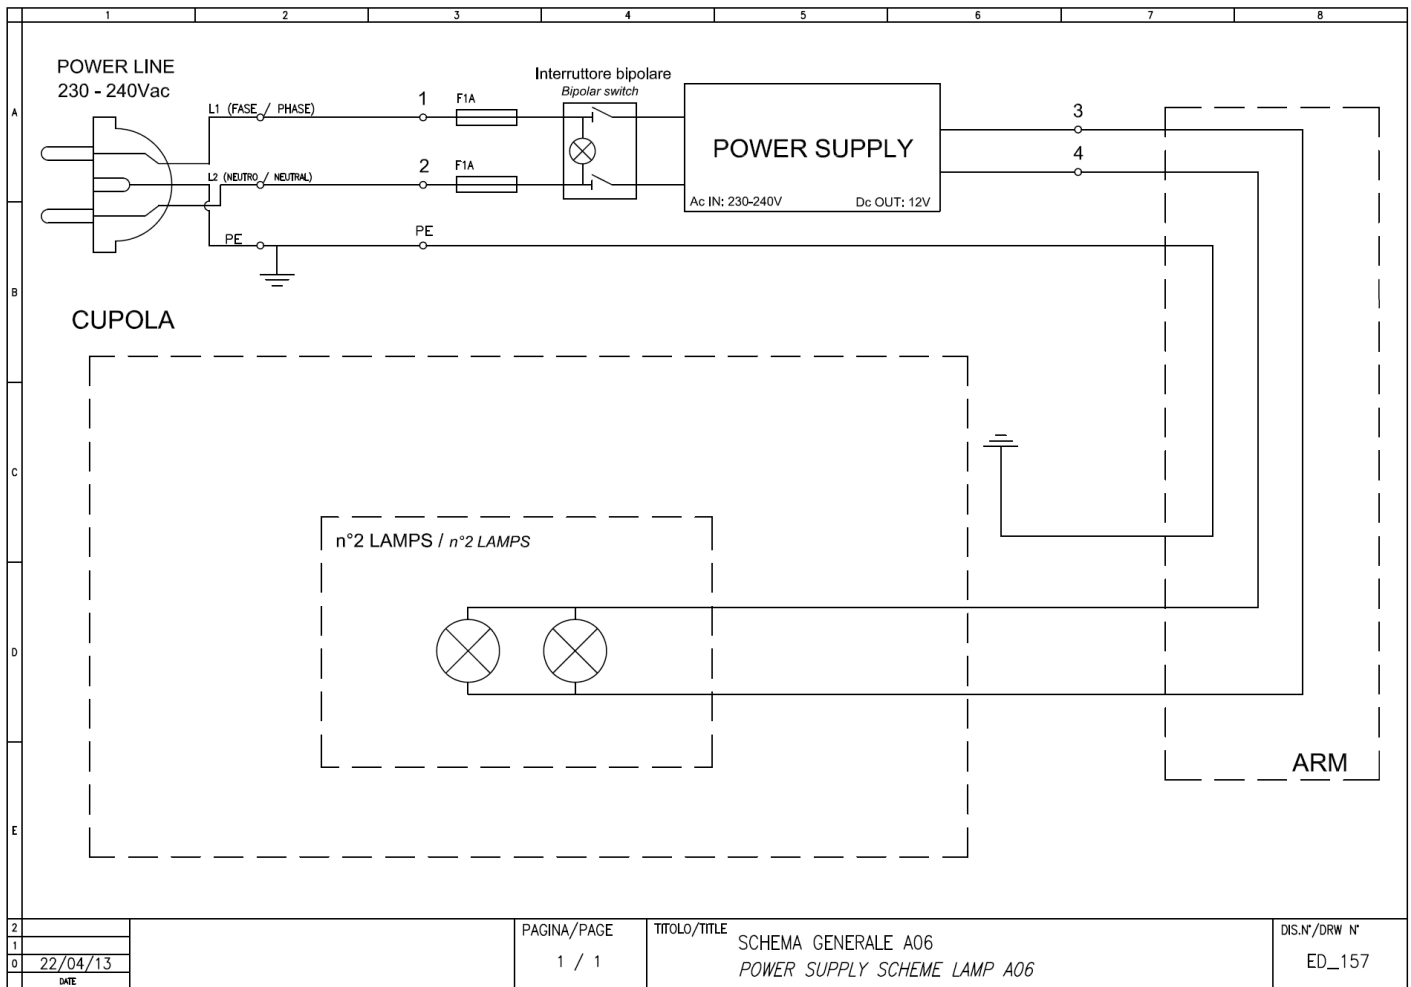 1 2 3 4 5 6 7 8
A
B
C
D
E
POWER LINE
230 - 240Vac
L1 (FASE / PHASE)
L2 (NEUTRO / NEUTRAL)
PE
1
2
PE
F1A
F1A
Interruttore bipolare
Bipolar switch
POWER SUPPLY
Ac IN: 230-240V
Dc OUT: 12V
3
4
CUPOLA
n°2 LAMPS / n°2 LAMPS
ARM
2
1
0 22/04/13
DATE
PAGINA/PAGE
1 / 1
TITOLO/TITLE
SCHEMA GENERALE A06
POWER SUPPLY SCHEME LAMP A06
DIS.N°/DRW N°
ED_157